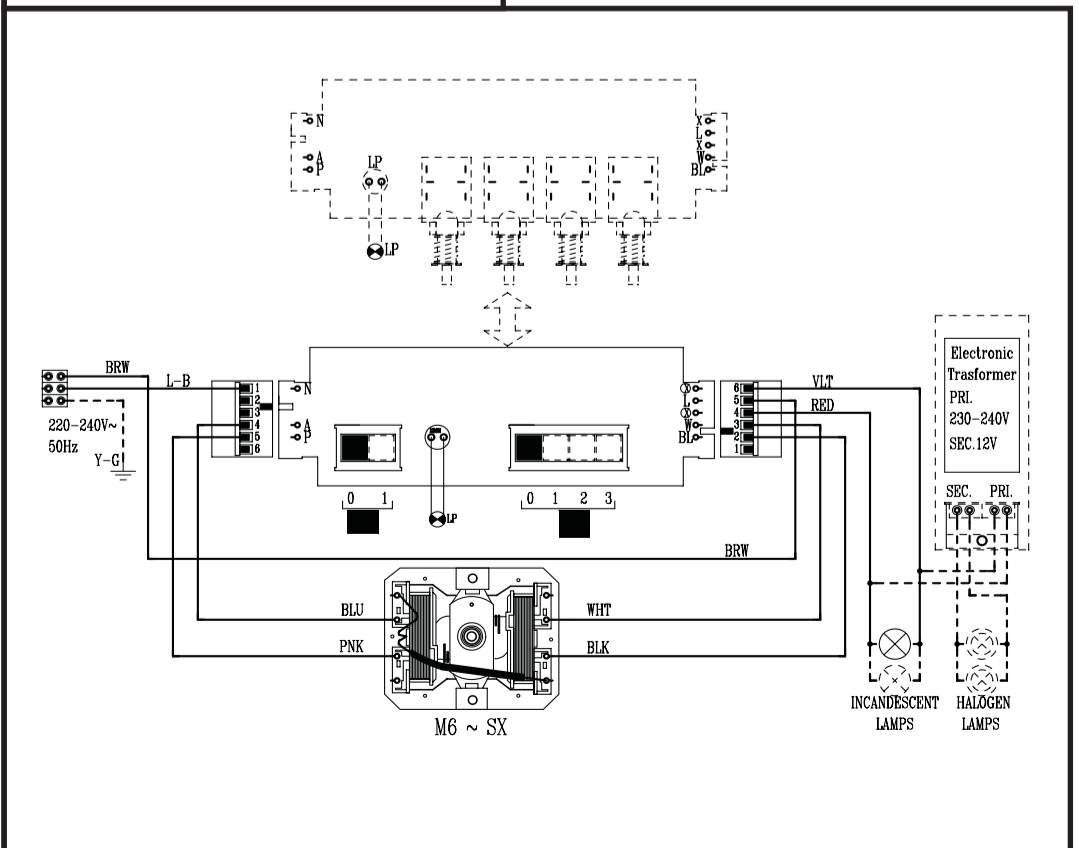 N
A
P
LP
LP
X
L
X
W
BL
BRW
L-B
220-240V~
50Hz
Y-G
1
2
3
4
5
6
N
A
P
LP
0 1
0 1 2 3
X
L
X
W
BL
6
5
4
3
2
1
VLT
RED
BRW
BLU
PNK
WHT
BLK
M6 ~ SX
Electronic
Trasformer
PRI.
230-240V
SEC.12V
SEC. PRI.
INCANDESCENT
LAMPS
HALOGEN
LAMPS